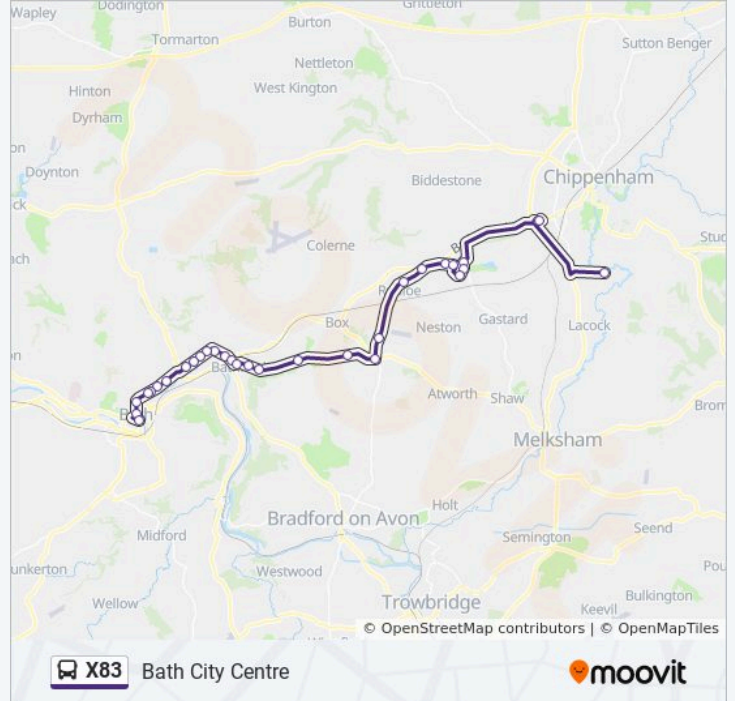 Wapley
Dodington
Grittleton
Burton
Tormarton
Sutton Benger
Nettleton
Hinton
West Kington
Dyrham
Doynton
Biddestone
Chippenham
Colerne
Box
Neston
Gastard
Lacock
Atworth
Shaw
Melksham
Bradford on Avon
Holt
Midford
Semington
Seend
Westwood
Bulkington
Wellow
Trowbridge
Keevil
© OpenStreetMap contributors | © OpenMapTiles
X83 Bath City Centre
moovit